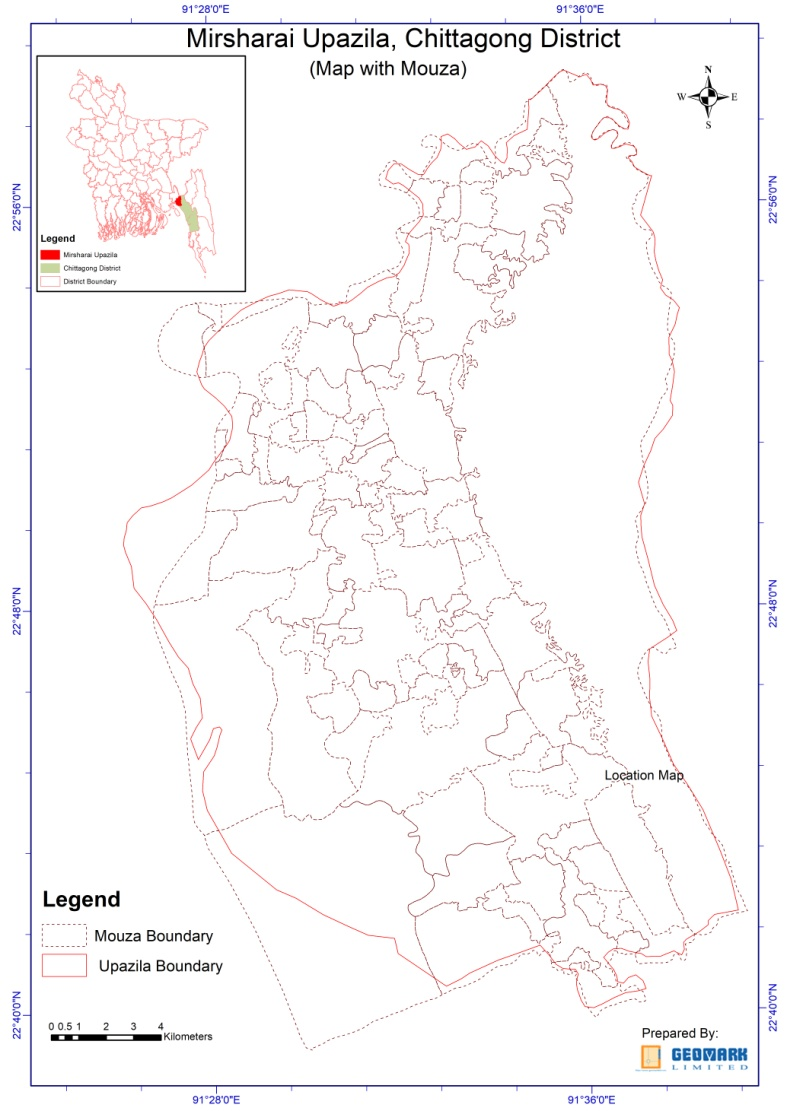 91°28'0"E
91°36'0"E
Mirsharai Upazila, Chittagong District
(Map with Mouza)
N
W
E
S
22°56'0"N
22°56'0"N
Legend
Mirsharai Upazila
Chittagong District
District Boundary
22°48'0"N
22°48'0"N
Location Map
Legend
Mouza Boundary
Upazila Boundary
22°40'0"N
22°40'0"N
0 0.5 1 2 3 4
Kilometers
Prepared By:
GEOMARK
LIMITED
91°28'0"E
91°36'0"E